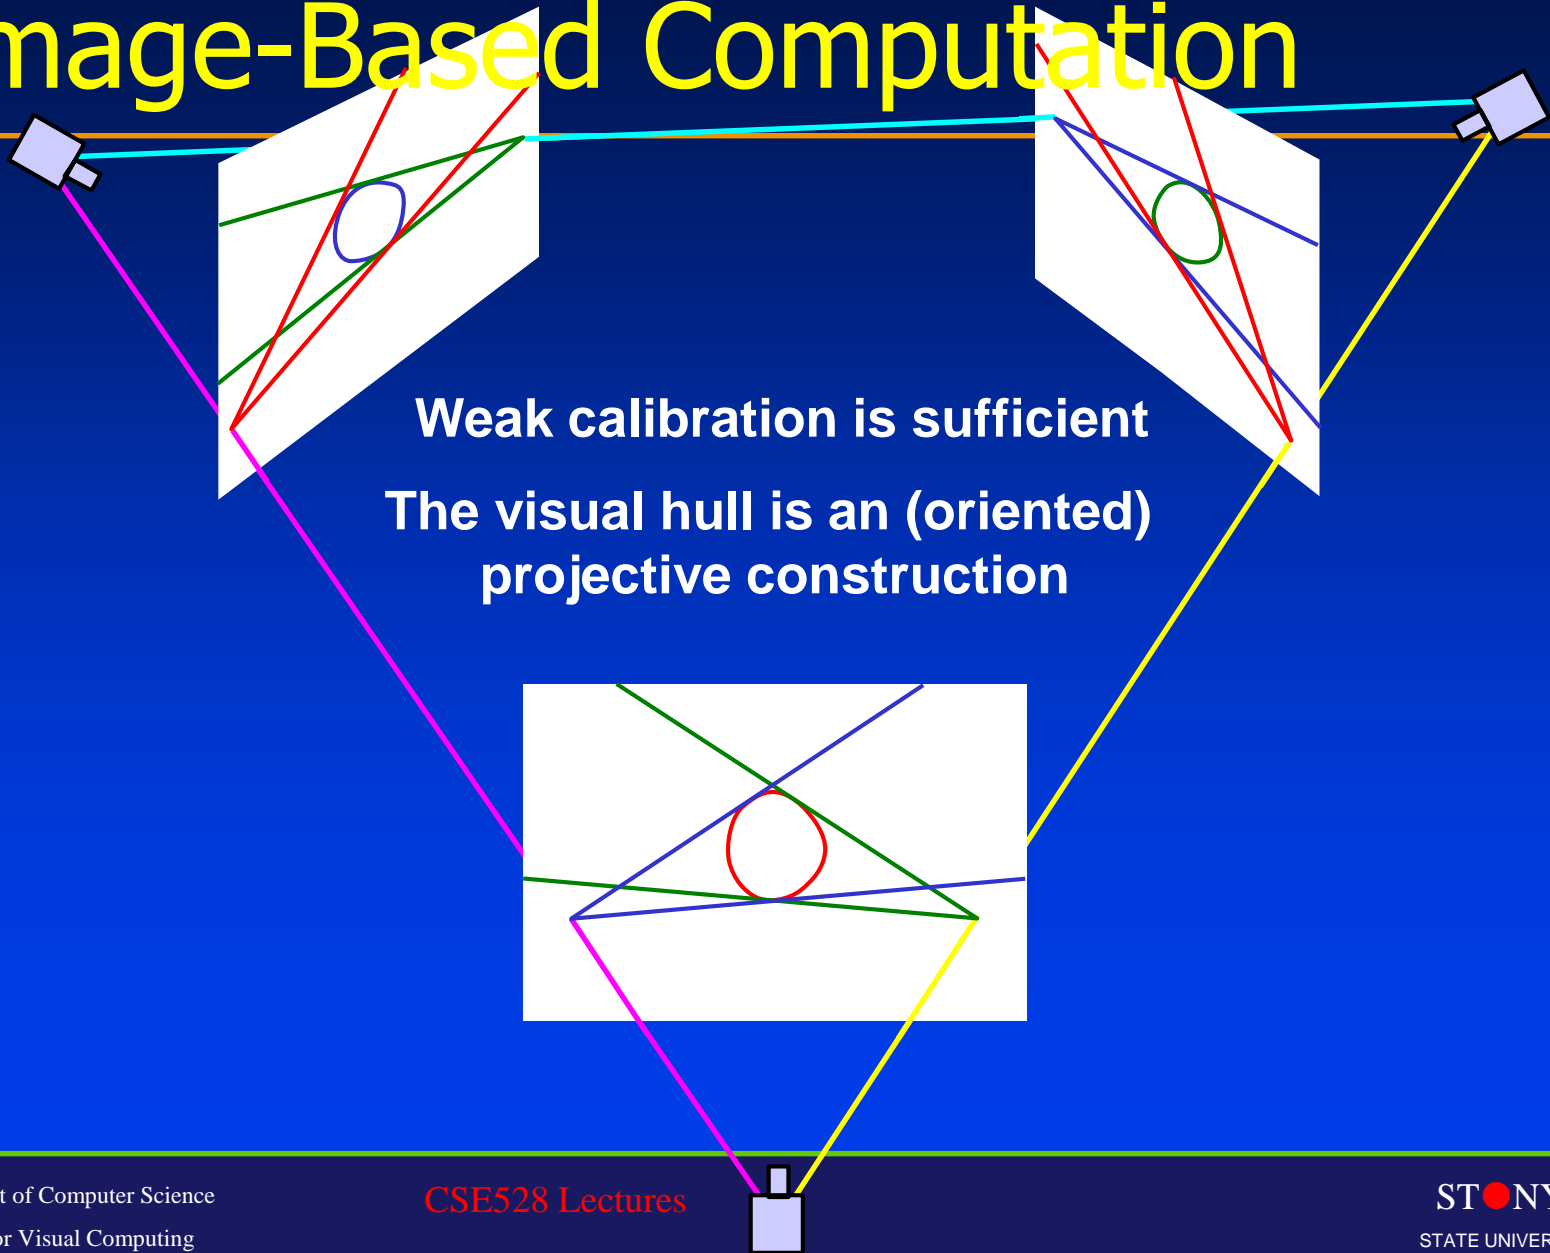 mage-Based Computation
Weak calibration is sufficient
The visual hull is an (oriented)
projective construction
t of Computer Science
or Visual Computing
CSE528 Lectures
ST●NY
STATE UNIVER